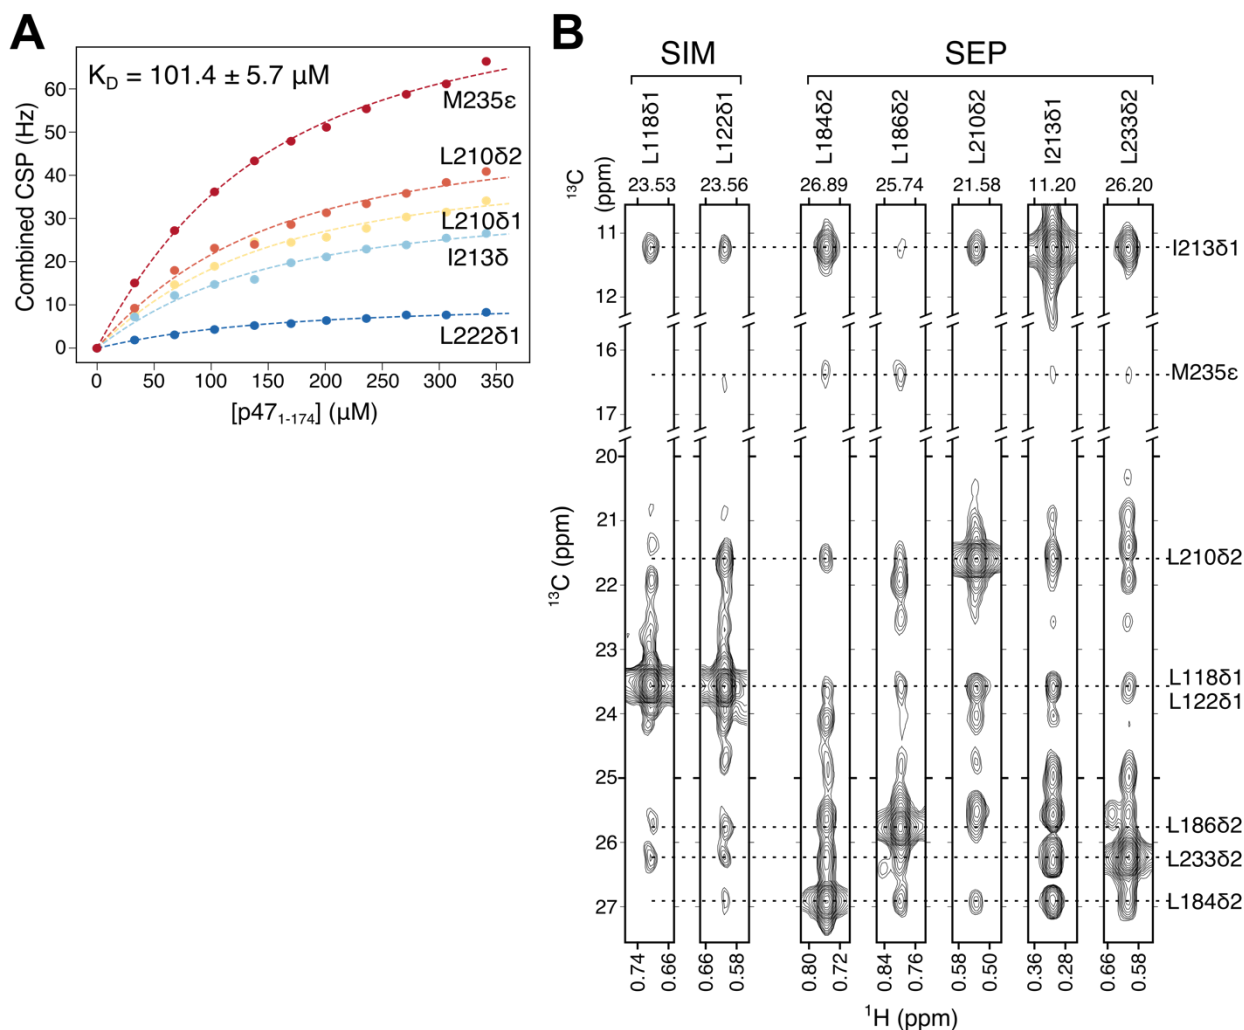 A
K_D = 101.4 ± 5.7 μM
M235ε
L210δ2
L210δ1
I213δ
L222δ1
Combined CSP (Hz)
60
50
40
30
20
10
0
0 50 100 150 200 250 300 350
[p47₁₋₁₇₄] (μM)
B
SIM SEP
L118δ1 L122δ1 L184δ2 L186δ2 L210δ2 I213δ1 L233δ2
¹³C (ppm)
23.53 23.56 26.89 25.74 21.58 11.20 26.20
11
12
16
17
20
21
22
23
24
25
26
27
¹³C (ppm)
I213δ1
M235ε
L210δ2
L118δ1
L122δ1
L186δ2
L233δ2
L184δ2
0.74 0.66 0.66 0.58 0.80 0.72 0.84 0.76 0.58 0.50 0.36 0.28 0.66 0.58
¹H (ppm)